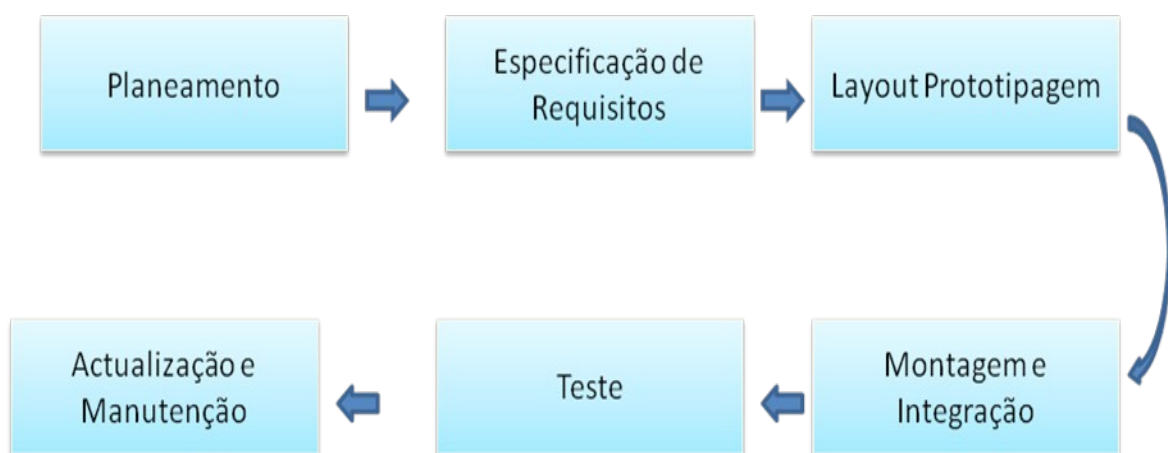 Planeamento
Especificação de
Requisitos
Layout Prototipagem
Montagem e
Integração
Teste
Actualização e
Manutenção